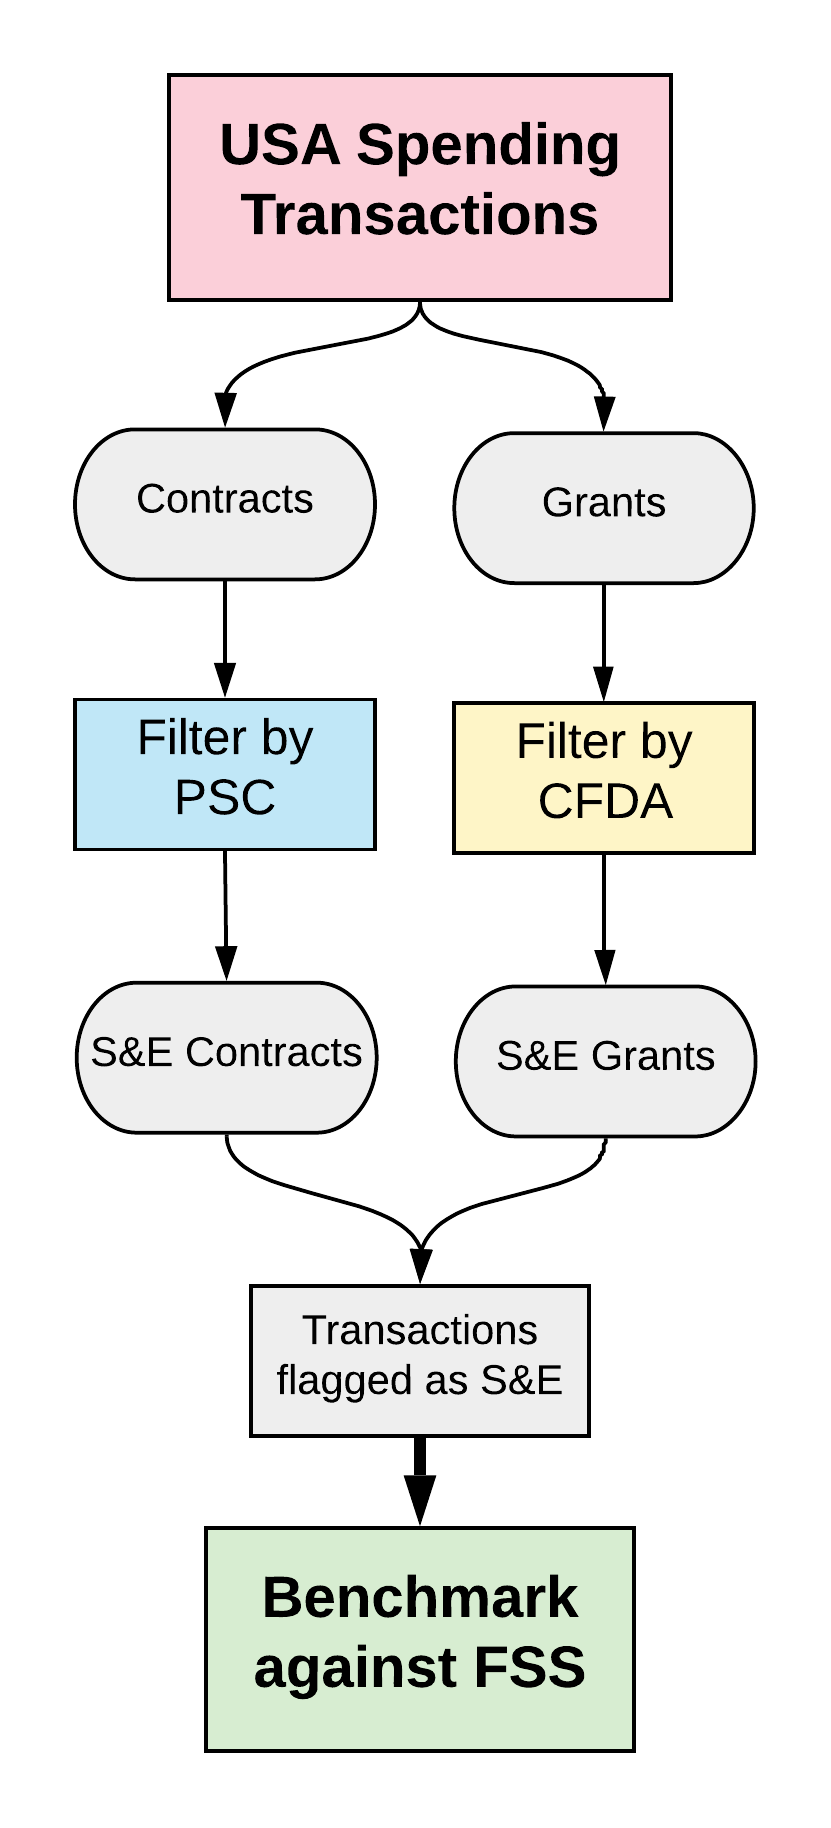 USA Spending
Transactions
Contracts
Grants
Filter by
PSC
Filter by
CFDA
S&E Contracts
S&E Grants
Transactions
flagged as S&E
Benchmark
against FSS